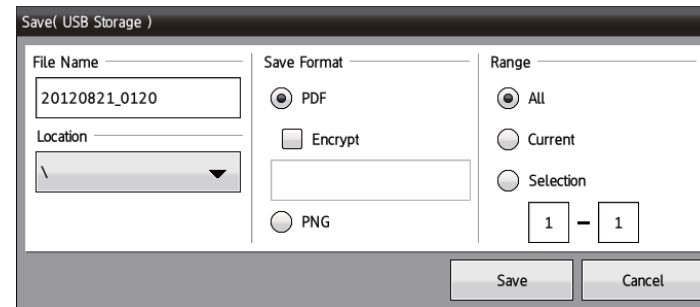 Save( USB Storage )
File Name
20120821_0120
Location
\
Save Format
PDF
Encrypt
PNG
Range
All
Current
Selection
1 – 1
Save
Cancel